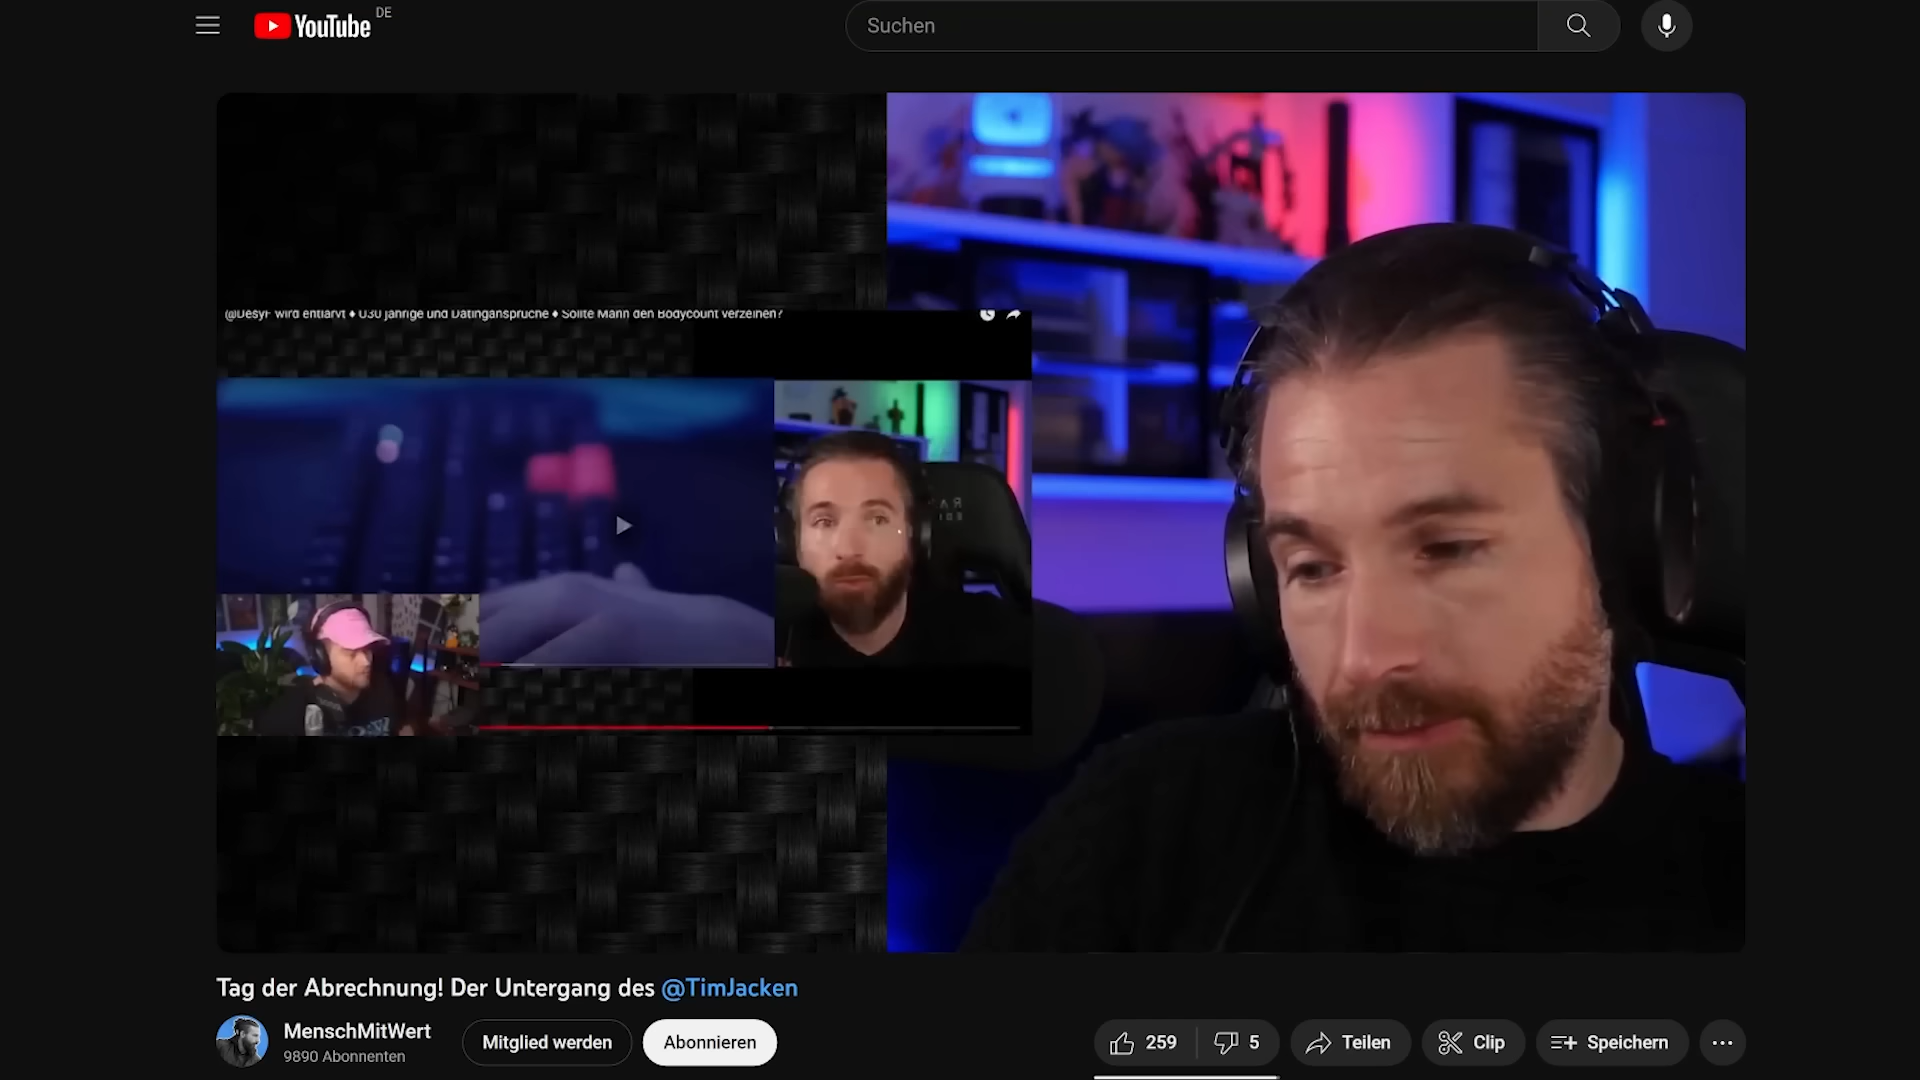 YouTube DE
Suchen
@DesyF wird entlarvt ♦ Ü30 jährige und Datingansprüche ♦ Sollte Mann den Bodycount verzeihen?
Tag der Abrechnung! Der Untergang des @TimJacken
MenschMitWert
9890 Abonnenten
Mitglied werden
Abonnieren
259
5
Teilen
Clip
Speichern